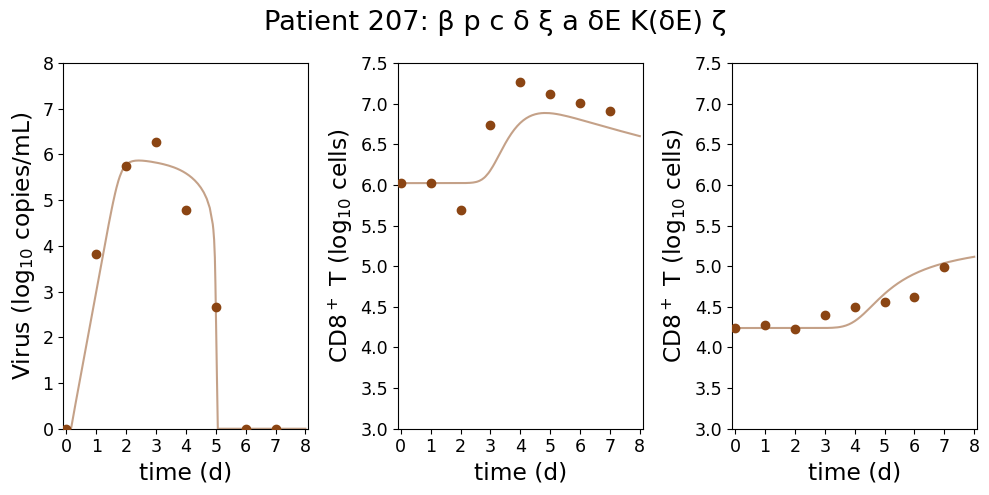 Patient 207: β p c δ ξ a δE K(δE) ζ
Virus (log₁₀ copies/mL)
8
7
6
5
4
3
2
1
0
0 1 2 3 4 5 6 7 8
time (d)
CD8⁺ T (log₁₀ cells)
7.5
7.0
6.5
6.0
5.5
5.0
4.5
4.0
3.5
3.0
0 1 2 3 4 5 6 7 8
time (d)
CD8⁺ T (log₁₀ cells)
7.5
7.0
6.5
6.0
5.5
5.0
4.5
4.0
3.5
3.0
0 1 2 3 4 5 6 7 8
time (d)